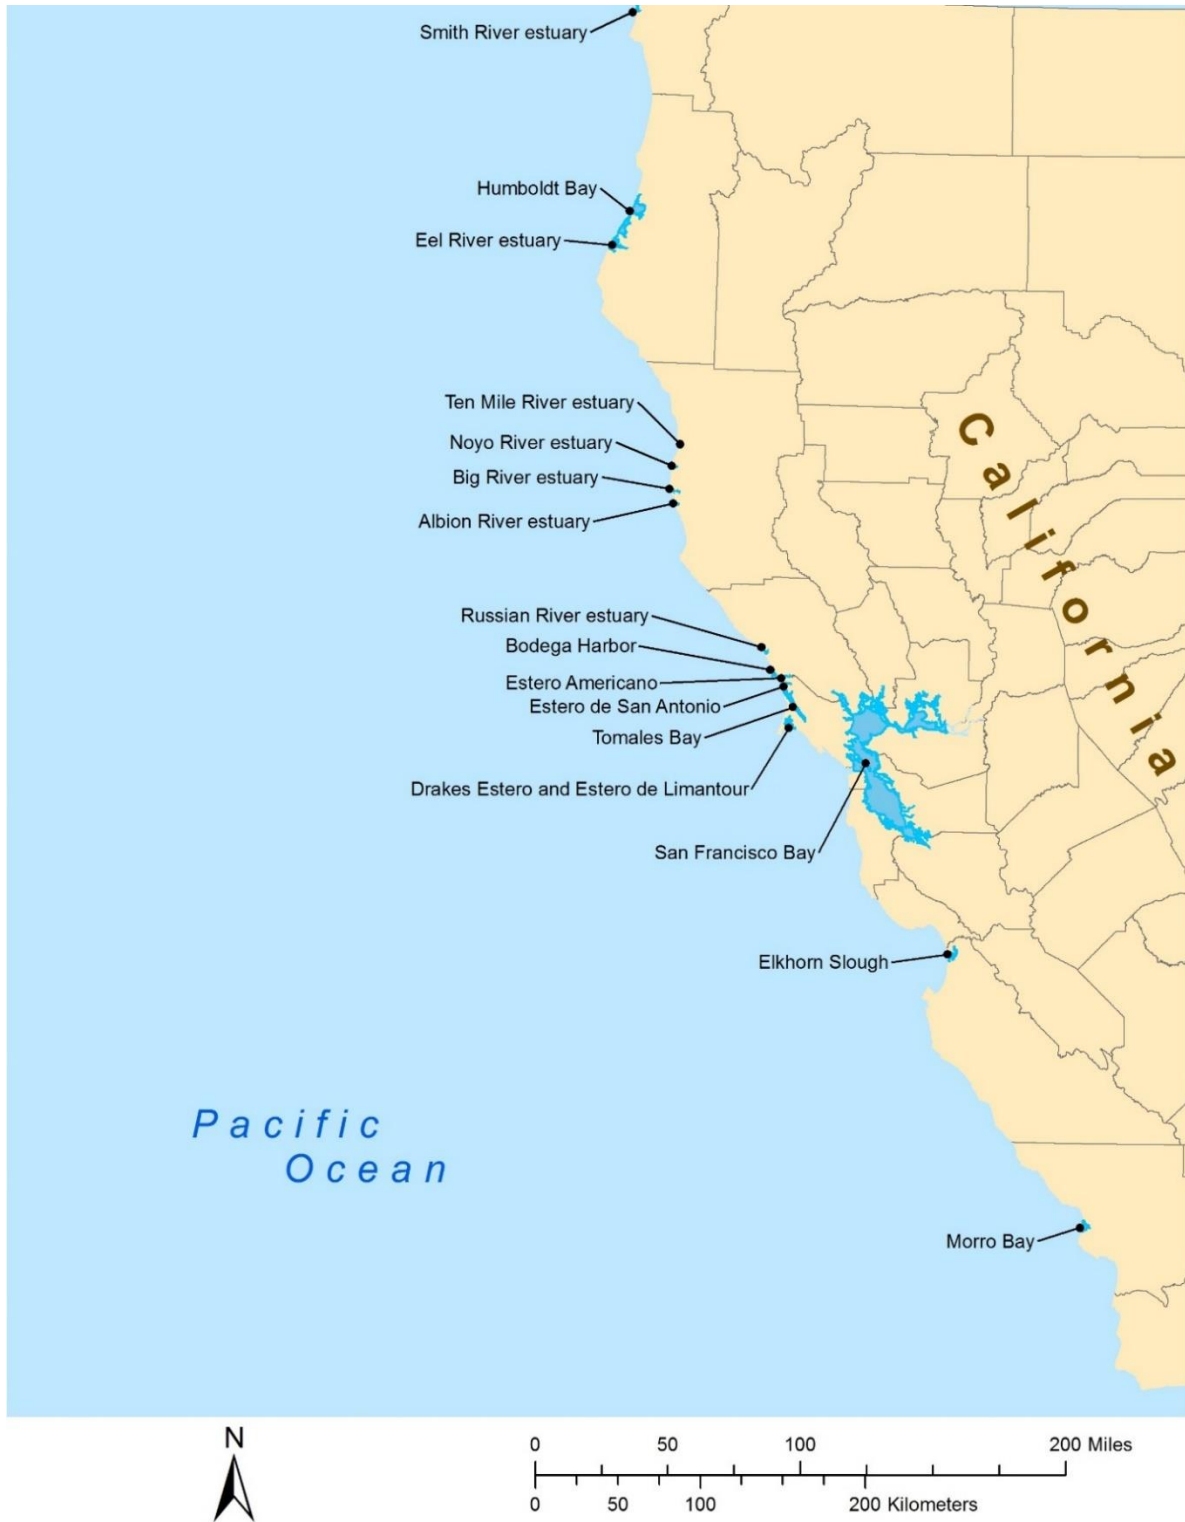 Smith River estuary
Humboldt Bay
Eel River estuary
Ten Mile River estuary
Noyo River estuary
Big River estuary
Albion River estuary
California
Russian River estuary
Bodega Harbor
Estero Americano
Estero de San Antonio
Tomales Bay
Drakes Estero and Estero de Limantour
San Francisco Bay
Elkhorn Slough
Pacific
Ocean
Morro Bay
N
0 50 100 200 Miles
0 50 100 200 Kilometers